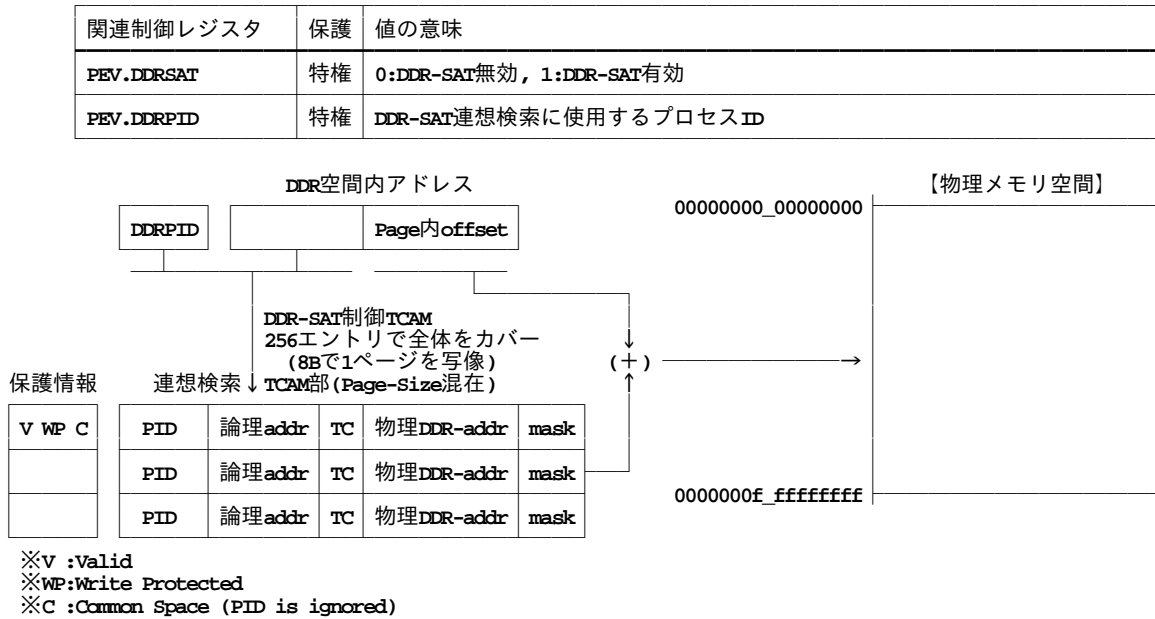 関連制御レジスタ 保護 値の意味
PEV.DDRSAT 特権 0:DDR-SAT無効, 1:DDR-SAT有効
PEV.DDRPID 特権 DDR-SAT連想検索に使用するプロセスID
DDR空間内アドレス 【物理メモリ空間】
00000000_00000000
DDRPID Page内offset
DDR-SAT制御TCAM
256エントリで全体をカバー
(8Bで1ページを写像) (+)
保護情報 連想検索↓TCAM部(Page-Size混在)
V WP C PID 論理addr TC 物理DDR-addr mask
PID 論理addr TC 物理DDR-addr mask
0000000f_ffffffff
PID 論理addr TC 物理DDR-addr mask
※V :Valid
※WP:Write Protected
※C :Common Space (PID is ignored)